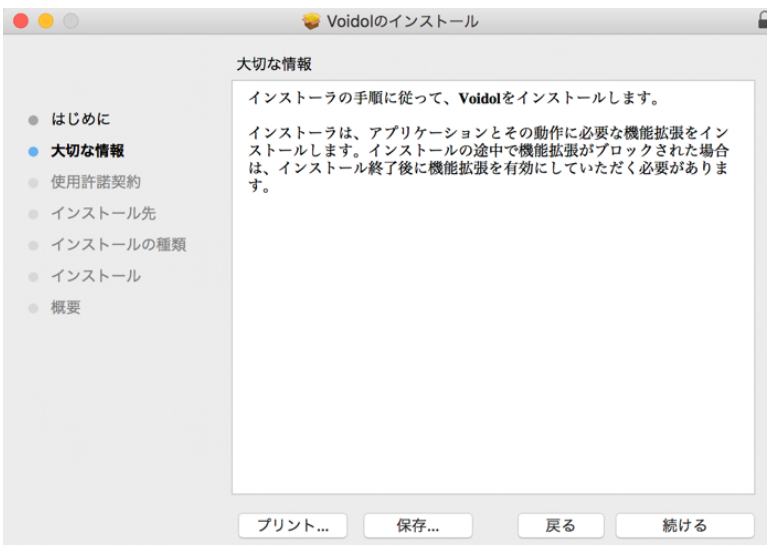 Voidolのインストール
大切な情報
はじめに
大切な情報
使用許諾契約
インストール先
インストールの種類
インストール
概要
インストーラの手順に従って、Voidolをインストールします。
インストーラは、アプリケーションとその動作に必要な機能拡張をイン
ストールします。インストールの途中で機能拡張がブロックされた場合
は、インストール終了後に機能拡張を有効にしていただく必要がありま
す。
プリント...
保存...
戻る
続ける